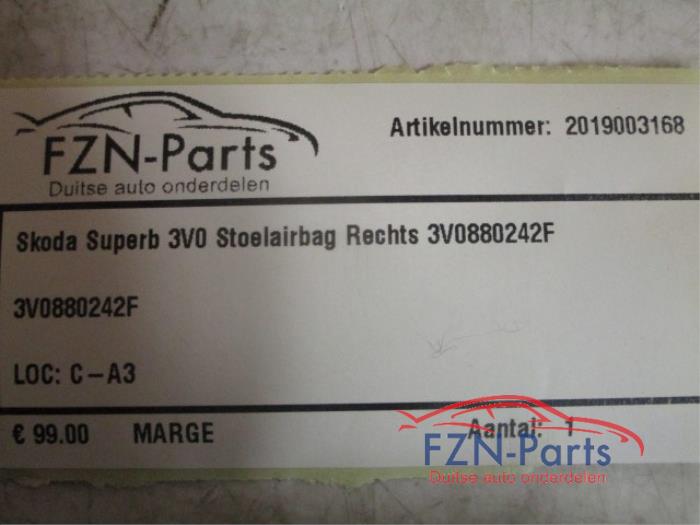 FZN-Parts
Duitse auto onderdelen
Artikelnummer: 2019003168
Skoda Superb 3V0 Stoelairbag Rechts 3V0880242F
3V0880242F
LOC: C-A3
€ 99.00 MARGE Aantal: 1
FZN-Parts
Duitse auto onderdelen